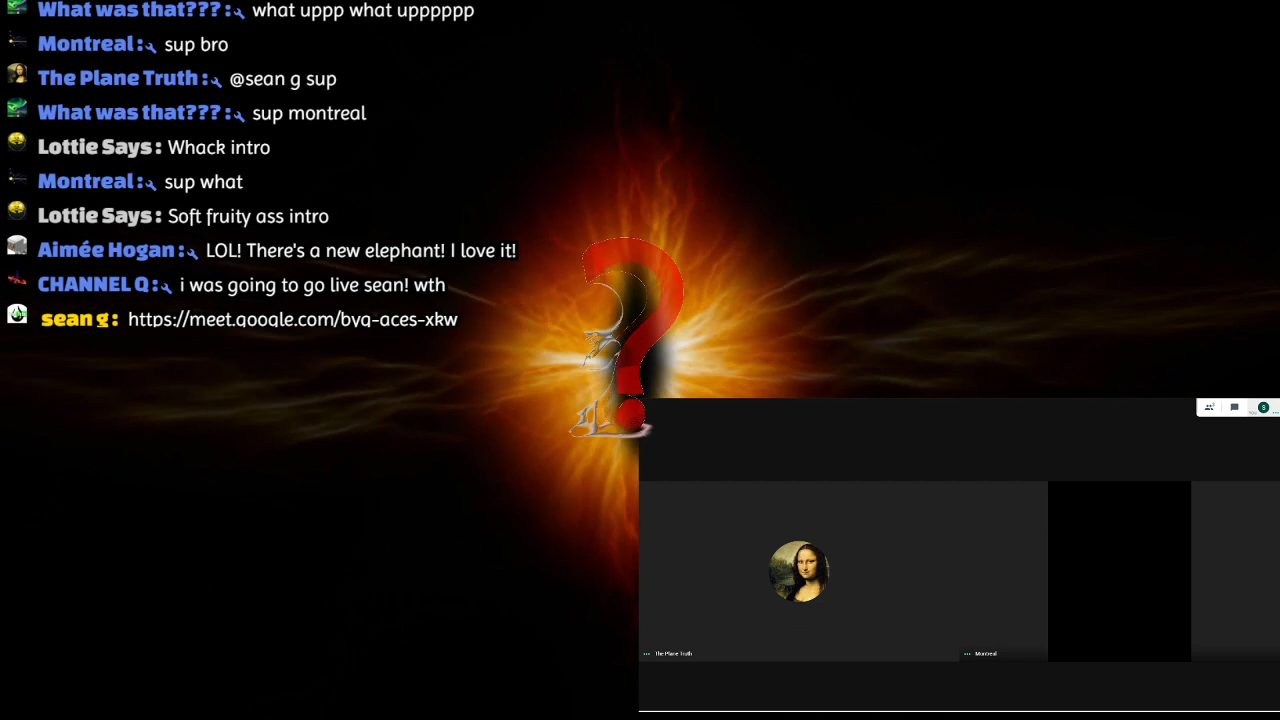 What was that??? : what uppp what upppppp
Montreal : sup bro
The Plane Truth : @sean g sup
What was that??? : sup montreal
Lottie Says : Whack intro
Montreal : sup what
Lottie Says : Soft fruity ass intro
Aimée Hogan : LOL! There's a new elephant! I love it!
CHANNEL Q : i was going to go live sean! wth
sean g : https://meet.google.com/bvg-aces-xkw
The Plane Truth
Montreal